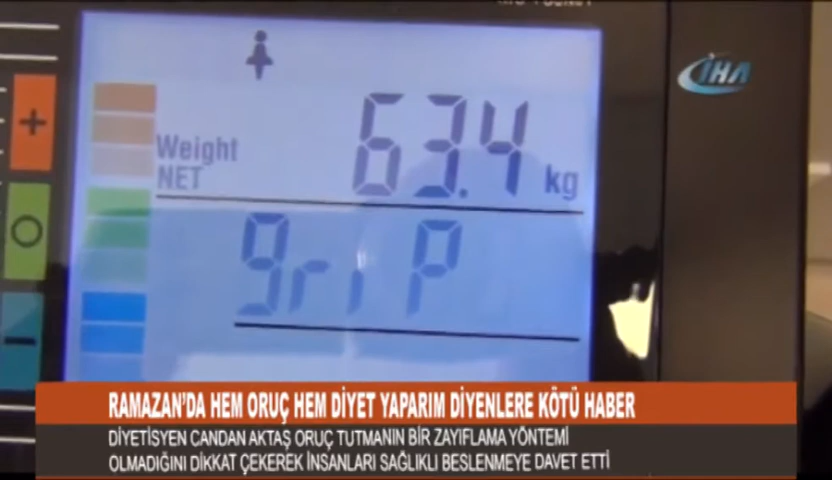 İHA
63.4 kg
Weight
NET
grip
RAMAZAN'DA HEM ORUÇ HEM DİYET YAPARIM DİYENLERE KÖTÜ HABER
DİYETİSYEN CANDAN AKTAŞ ORUÇ TUTMANIN BİR ZAYIFLAMA YÖNTEMİ
OLMADIĞINI DİKKAT ÇEKEREK İNSANLARI SAĞLIKLI BESLENMEYE DAVET ETTİ